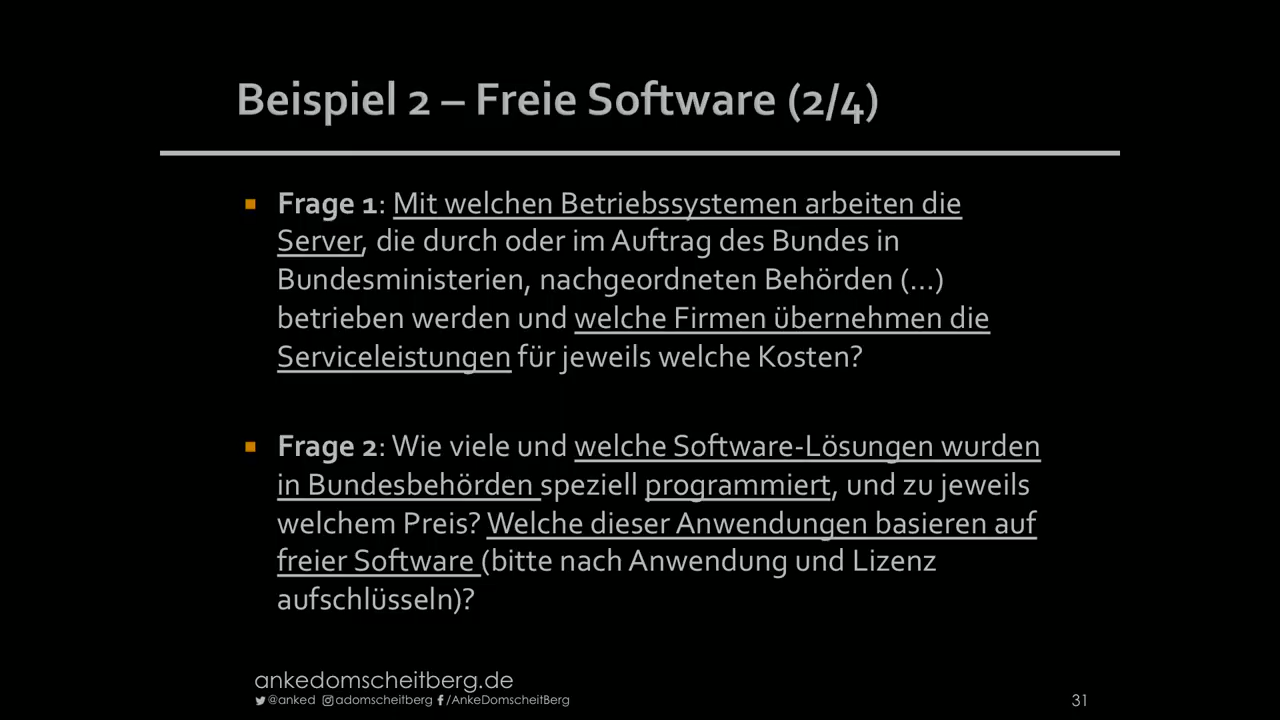 Beispiel 2 – Freie Software (2/4)
Frage 1: Mit welchen Betriebssystemen arbeiten die
Server, die durch oder im Auftrag des Bundes in
Bundesministerien, nachgeordneten Behörden (...)
betrieben werden und welche Firmen übernehmen die
Serviceleistungen für jeweils welche Kosten?
Frage 2: Wie viele und welche Software-Lösungen wurden
in Bundesbehörden speziell programmiert, und zu jeweils
welchem Preis? Welche dieser Anwendungen basieren auf
freier Software (bitte nach Anwendung und Lizenz
aufschlüsseln)?
ankedomscheitberg.de
@anked adomscheitberg /AnkeDomscheitBerg
31